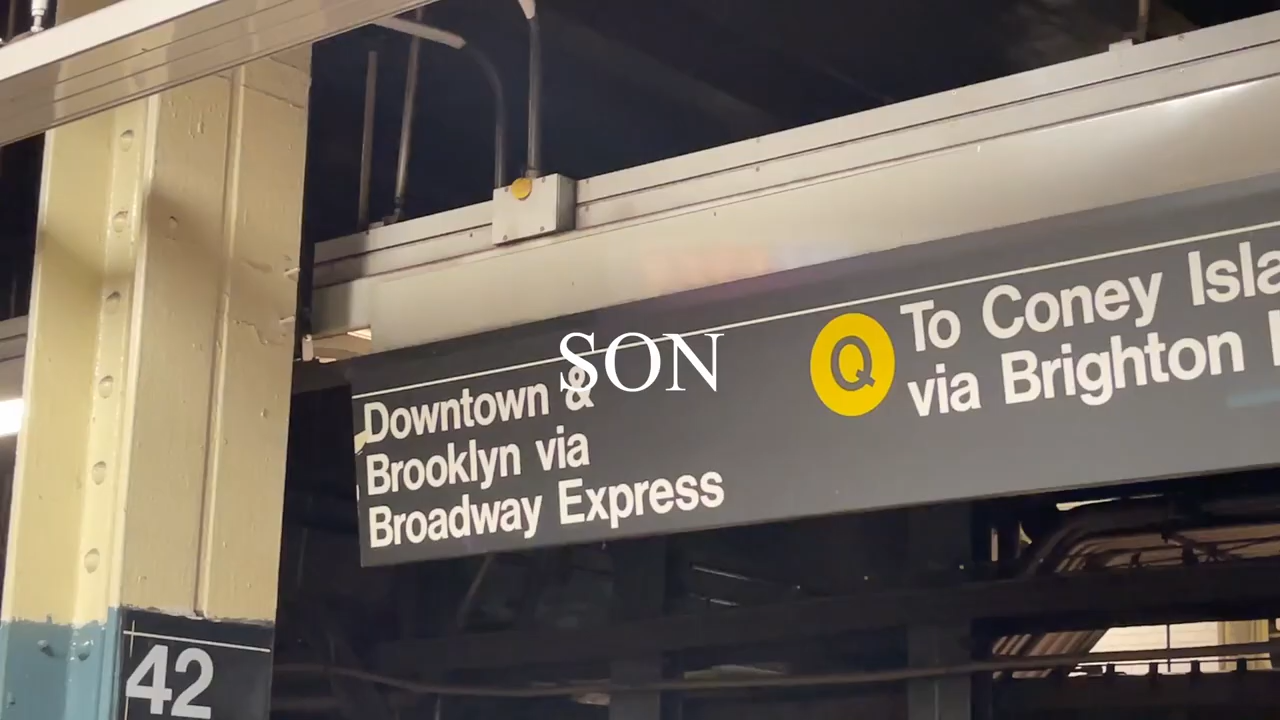 SON
Downtown &
Brooklyn via
Broadway Express
Q
To Coney Isla
via Brighton
42